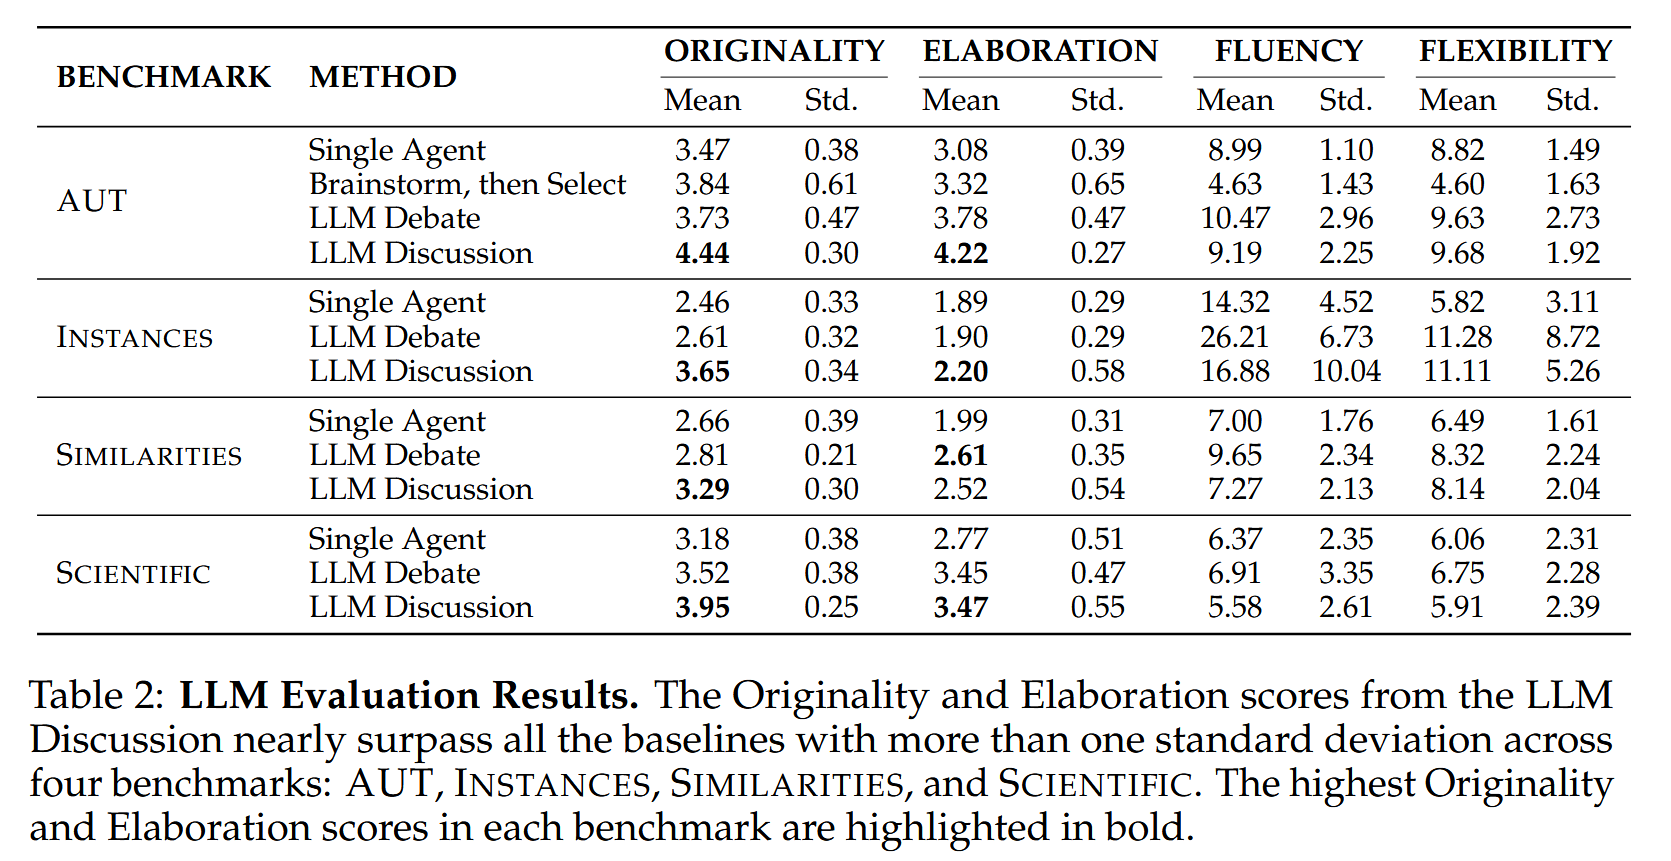 ORIGINALITY ELABORATION FLUENCY FLEXIBILITY
BENCHMARK METHOD
Mean Std. Mean Std. Mean Std. Mean Std.
Single Agent 3.47 0.38 3.08 0.39 8.99 1.10 8.82 1.49
Brainstorm, then Select 3.84 0.61 3.32 0.65 4.63 1.43 4.60 1.63
AUT
LLM Debate 3.73 0.47 3.78 0.47 10.47 2.96 9.63 2.73
LLM Discussion 4.44 0.30 4.22 0.27 9.19 2.25 9.68 1.92
Single Agent 2.46 0.33 1.89 0.29 14.32 4.52 5.82 3.11
INSTANCES LLM Debate 2.61 0.32 1.90 0.29 26.21 6.73 11.28 8.72
LLM Discussion 3.65 0.34 2.20 0.58 16.88 10.04 11.11 5.26
Single Agent 2.66 0.39 1.99 0.31 7.00 1.76 6.49 1.61
SIMILARITIES LLM Debate 2.81 0.21 2.61 0.35 9.65 2.34 8.32 2.24
LLM Discussion 3.29 0.30 2.52 0.54 7.27 2.13 8.14 2.04
Single Agent 3.18 0.38 2.77 0.51 6.37 2.35 6.06 2.31
SCIENTIFIC LLM Debate 3.52 0.38 3.45 0.47 6.91 3.35 6.75 2.28
LLM Discussion 3.95 0.25 3.47 0.55 5.58 2.61 5.91 2.39
Table 2: LLM Evaluation Results. The Originality and Elaboration scores from the LLM
Discussion nearly surpass all the baselines with more than one standard deviation across
four benchmarks: AUT, INSTANCES, SIMILARITIES, and SCIENTIFIC. The highest Originality
and Elaboration scores in each benchmark are highlighted in bold.